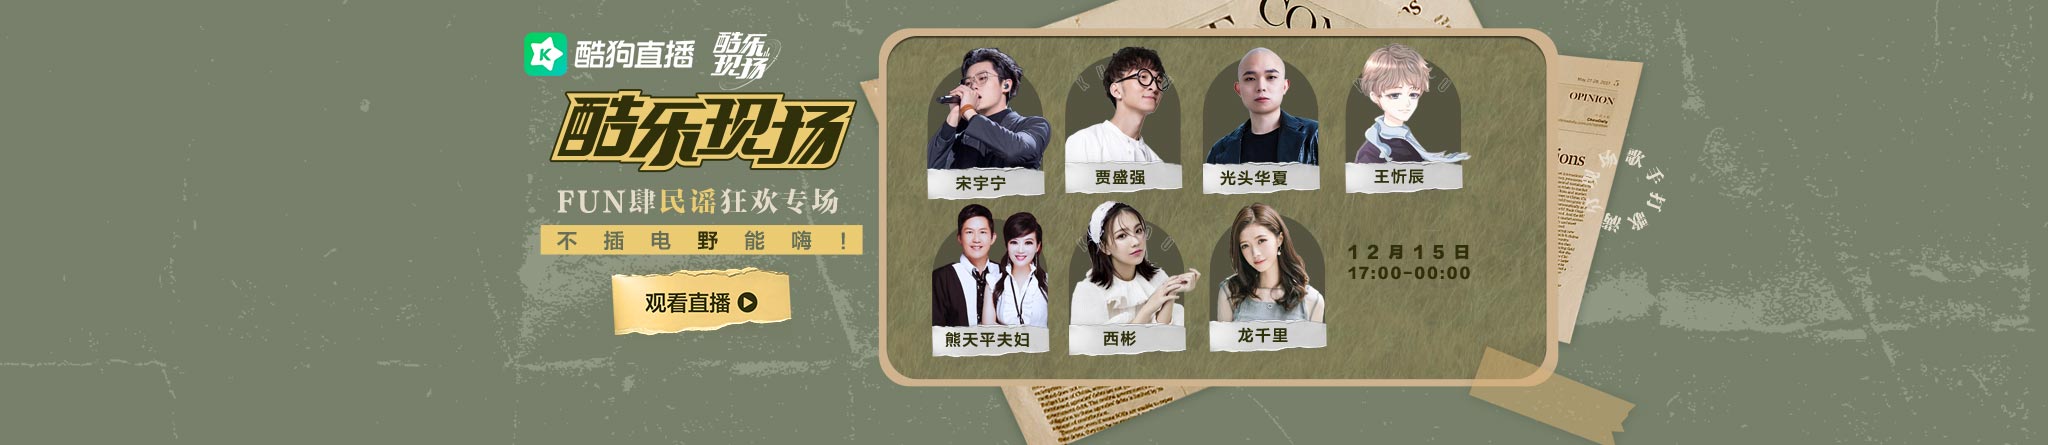 酷狗直播 酷乐现场
酷乐现场
FUN肆民谣狂欢专场
不插电野能嗨！
观看直播
宋宇宁
贾盛强
光头华夏
王忻辰
熊天平夫妇
西彬
龙千里
12月15日
17:00-00:00
OPINION